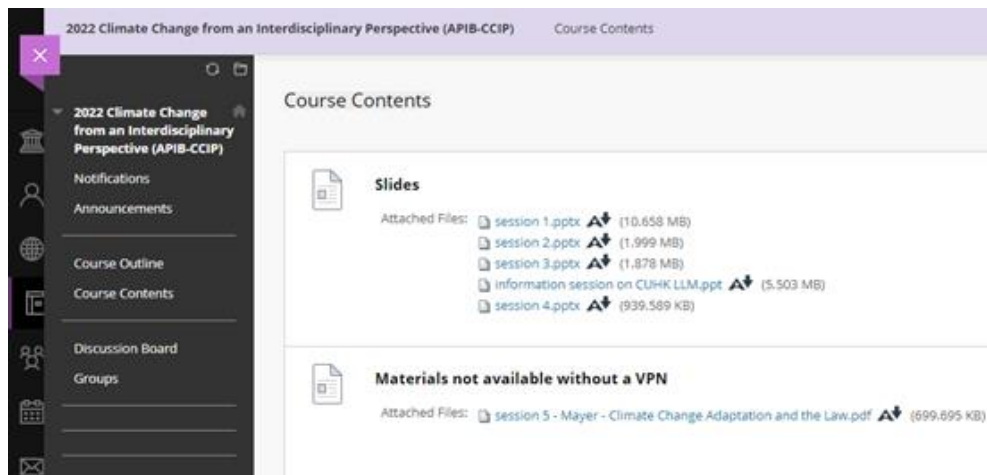 2022 Climate Change from an Interdisciplinary Perspective (APIB-CCIP) Course Contents
2022 Climate Change
from an Interdisciplinary
Perspective (APIB-CCIP)
Notifications
Announcements
Course Outline
Course Contents
Discussion Board
Groups
Course Contents
Slides
Attached Files: session 1.pptx (10.658 MB)
session 2.pptx (1.999 MB)
session 3.pptx (1.878 MB)
information session on CUHK LLM.ppt (5.503 MB)
session 4.pptx (939.589 KB)
Materials not available without a VPN
Attached Files: session 5 - Mayer - Climate Change Adaptation and the Law.pdf (699.695 KB)